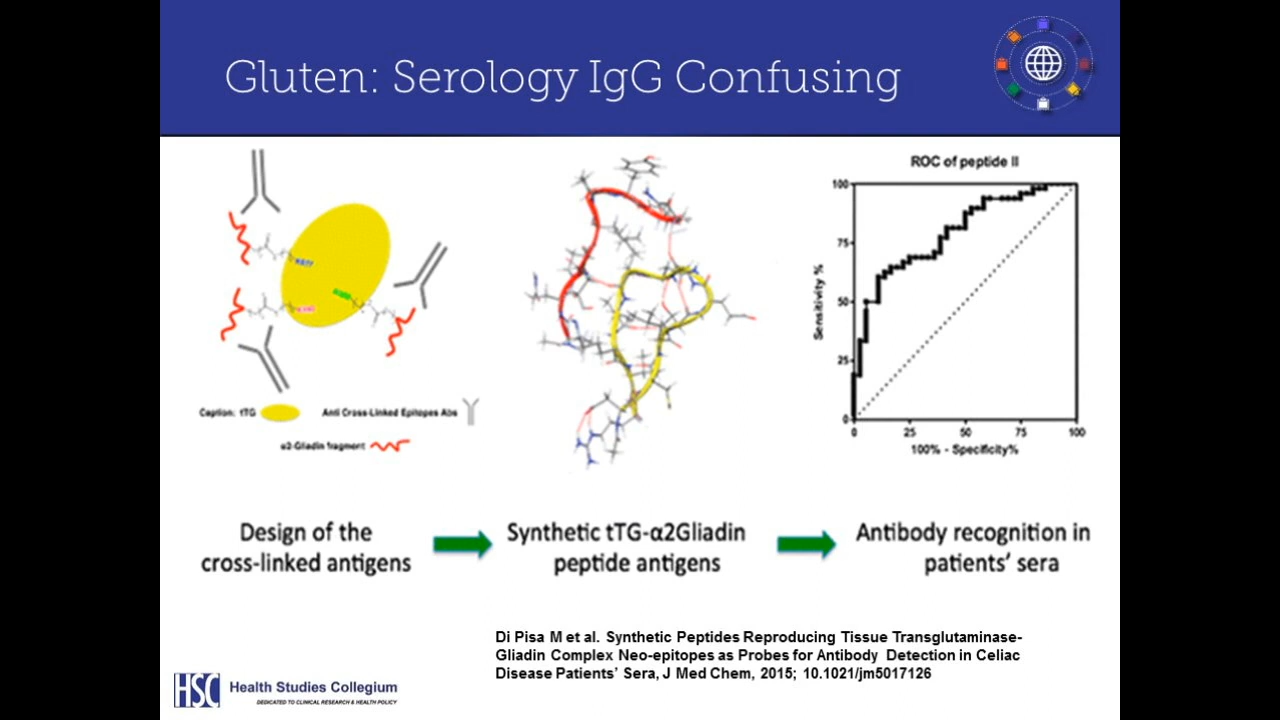 Gluten: Serology IgG Confusing
ROC of peptide II
100
75
50
25
0
Sensitivity %
0 25 50 75 100
100% - Specificity%
Caption: tTG
Anti Cross-Linked Epitopes Abs
α2-Gliadin fragment
Design of the
cross-linked antigens
Synthetic tTG-α2Gliadin
peptide antigens
Antibody recognition in
patients' sera
Di Pisa M et al. Synthetic Peptides Reproducing Tissue Transglutaminase-
Gliadin Complex Neo-epitopes as Probes for Antibody Detection in Celiac
Disease Patients' Sera, J Med Chem, 2015; 10.1021/jm5017126
HSC Health Studies Collegium
DEDICATED TO CLINICAL RESEARCH & HEALTH POLICY